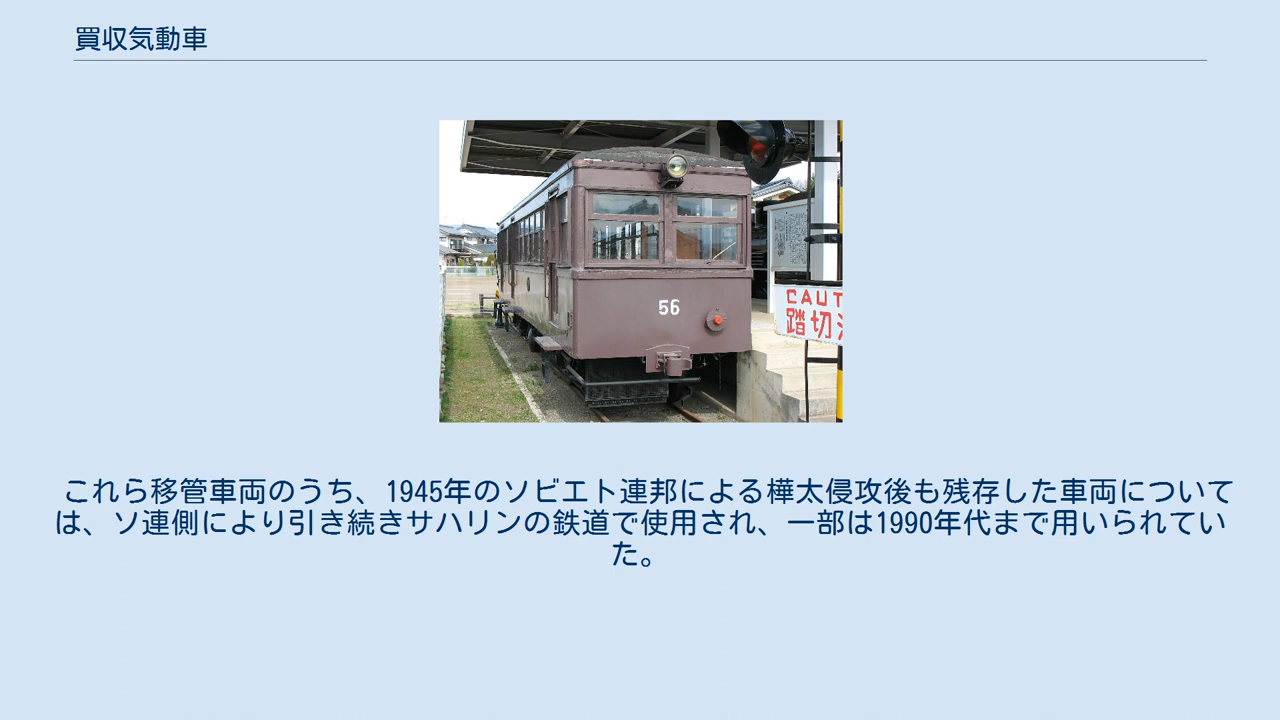 買収気動車
56
CAUT
踏切
これら移管車両のうち、1945年のソビエト連邦による樺太侵攻後も残存した車両について
は、ソ連側により引き続きサハリンの鉄道で使用され、一部は1990年代まで用いられてい
た。